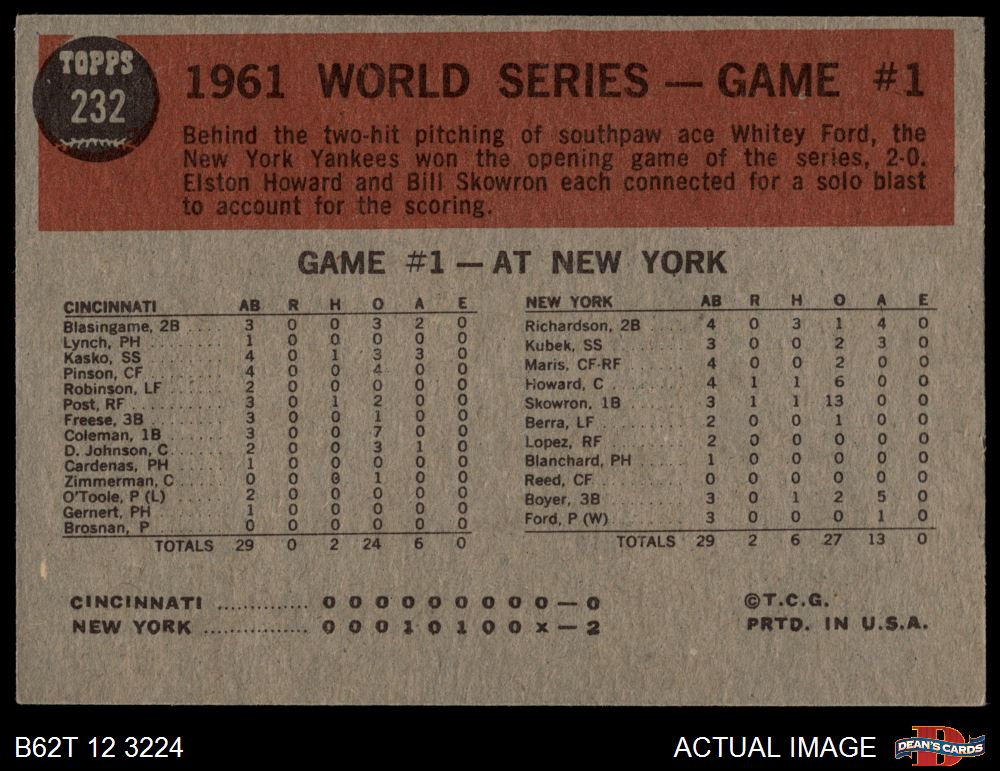 TOPPS
232
1961 WORLD SERIES — GAME #1
Behind the two-hit pitching of southpaw ace Whitey Ford, the
New York Yankees won the opening game of the series, 2-0.
Elston Howard and Bill Skowron each connected for a solo blast
to account for the scoring.
GAME #1 — AT NEW YORK
CINCINNATI AB R H O A E
Blasingame, 2B ..... 3 0 0 3 2 0
Lynch, PH ..... 1 0 0 0 0 0
Kasko, SS ..... 4 0 1 3 3 0
Pinson, CF ..... 4 0 0 4 0 0
Robinson, LF ..... 2 0 0 0 0 0
Post, RF ..... 3 0 1 2 0 0
Freese, 3B ..... 3 0 0 1 0 0
Coleman, 1B ..... 3 0 0 7 0 0
D. Johnson, C ..... 2 0 0 3 1 0
Cardenas, PH ..... 1 0 0 0 0 0
Zimmerman, C ..... 0 0 0 1 0 0
O'Toole, P (L) ..... 2 0 0 0 0 0
Gernert, PH ..... 1 0 0 0 0 0
Brosnan, P ..... 0 0 0 0 0 0
TOTALS 29 0 2 24 6 0
NEW YORK AB R H O A E
Richardson, 2B ..... 4 0 3 1 4 0
Kubek, SS ..... 3 0 0 2 3 0
Maris, CF-RF ..... 4 0 0 2 0 0
Howard, C ..... 4 1 1 6 0 0
Skowron, 1B ..... 3 1 1 13 0 0
Berra, LF ..... 2 0 0 1 0 0
Lopez, RF ..... 2 0 0 0 0 0
Blanchard, PH ..... 1 0 0 0 0 0
Reed, CF ..... 0 0 0 0 0 0
Boyer, 3B ..... 3 0 1 2 5 0
Ford, P (W) ..... 3 0 0 0 1 0
TOTALS 29 2 6 27 13 0
CINCINNATI ............. 0 0 0 0 0 0 0 0 0 — 0
NEW YORK ............... 0 0 0 1 0 1 0 0 x — 2
©T.C.G.
PRTD. IN U.S.A.
B62T 12 3224
ACTUAL IMAGE
D
DEAN'S CARDS